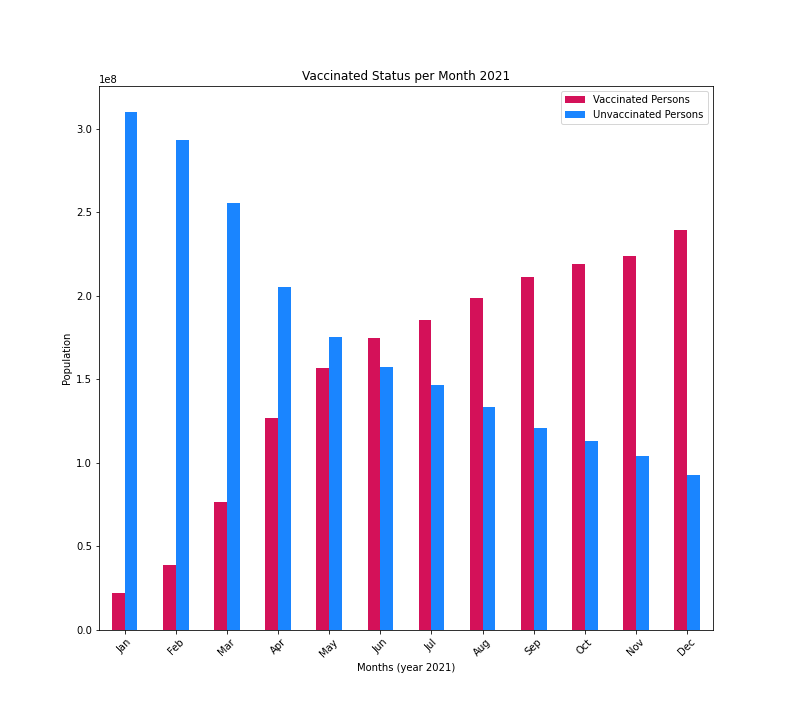 Vaccinated Status per Month 2021
1e8
Vaccinated Persons
Unvaccinated Persons
3.0
2.5
2.0
1.5
1.0
0.5
0.0
Population
Jan Feb Mar Apr May Jun Jul Aug Sep Oct Nov Dec
Months (year 2021)